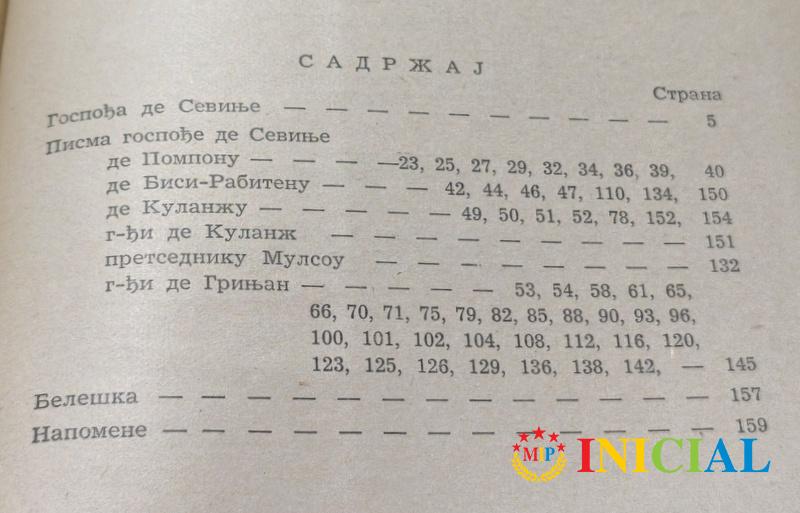 САДРЖАЈ
Страна
Госпођа де Севиње — — — — — — — — — — 5
Писма госпође де Севиње
де Помпону — — — —23, 25, 27, 29, 32, 34, 36, 39, 40
де Биси-Рабитену — — — 42, 44, 46, 47, 110, 134, 150
де Куланжу — — — — — 49, 50, 51, 52, 78, 152, 154
г-ђи де Куланж — — — — — — — — — 151
претседнику Мулсоу — — — — — — — — 132
г-ђи де Грињан — — — — — 53, 54, 58, 61, 65,
66, 70, 71, 75, 79, 82, 85, 88, 90, 93, 96,
100, 101, 102, 104, 108, 112, 116, 120,
123, 125, 126, 129, 136, 138, 142, — 145
Белешка — — — — — — — — — — — — — 157
Напомене — — — — — — — — — — — — — 159
MIP INICIAL